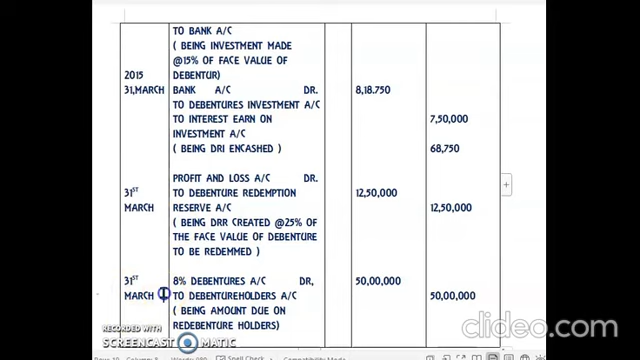 TO BANK A/C
( BEING INVESTMENT MADE
@15% OF FACE VALUE OF
2015 DEBENTUR)
31,MARCH BANK A/C DR. 8,18.750
TO DEBENTURES INVESTMENT A/C
TO INTEREST EARN ON 7,50,000
INVESTMENT A/C
( BEING DRI ENCASHED ) 68,750
PROFIT AND LOSS A/C DR.
31ST TO DEBENTURE REDEMPTION 12,50,000
MARCH RESERVE A/C 12,50,000
( BEING DRR CREATED @25% OF
THE FACE VALUE OF DEBENTURE
TO BE REDEMMED )
31ST 8% DEBENTURES A/C DR, 50,00,000
MARCH TO DEBENTUREHOLDERS A/C 50,00,000
( BEING AMOUNT DUE ON
REDEBENTURE HOLDERS)
RECORDED WITH
SCREENCAST MATIC
clideo.com
Spell Check
Compatibility Mode